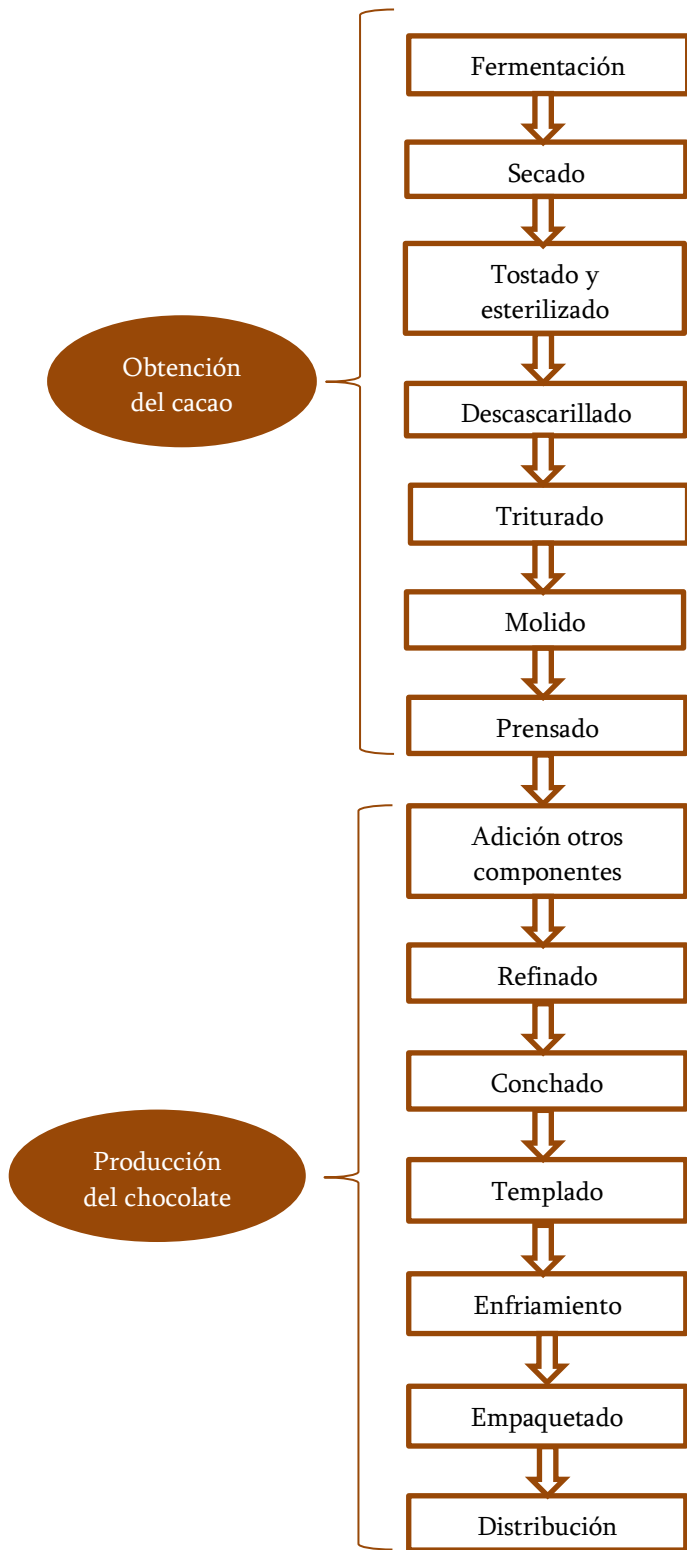 Fermentación
Secado
Tostado y
esterilizado
Obtención
del cacao
Descascarillado
Triturado
Molido
Prensado
Adición otros
componentes
Refinado
Conchado
Producción
del chocolate
Templado
Enfriamiento
Empaquetado
Distribución